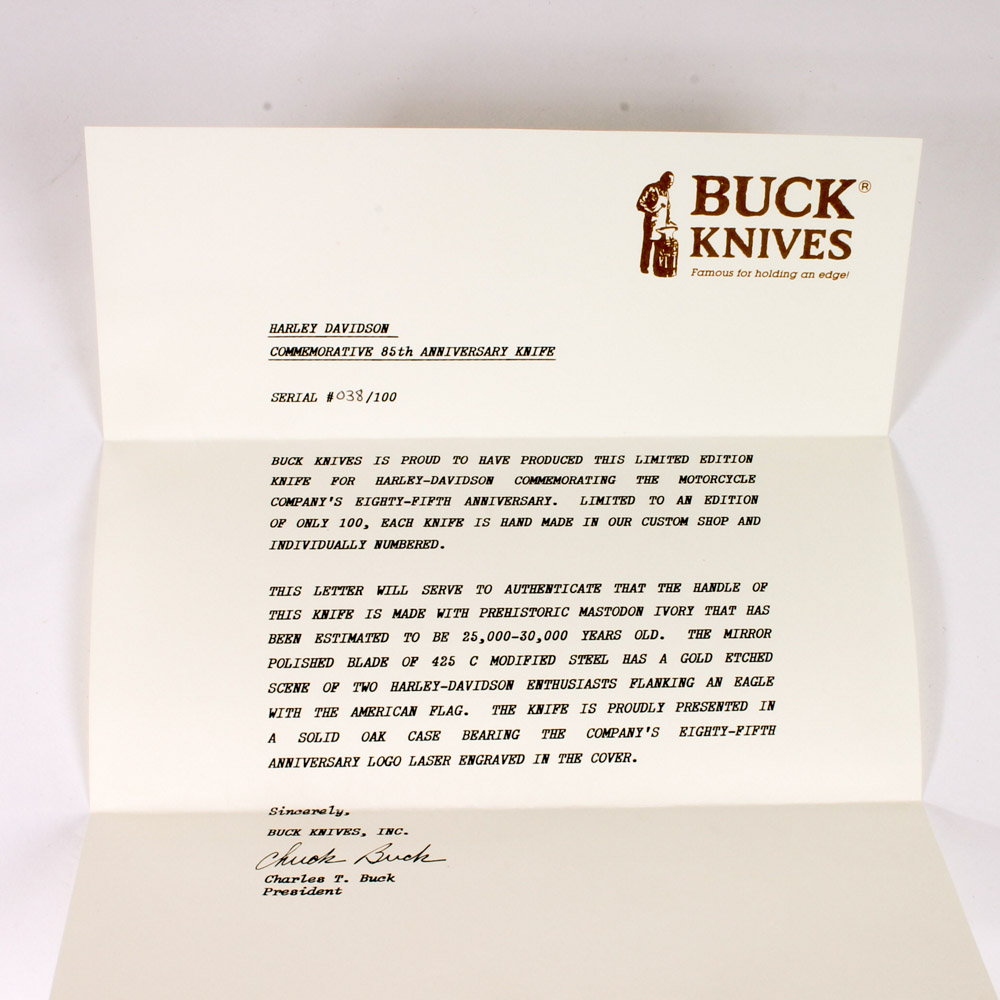 BUCK®
KNIVES
Famous for holding an edge!
HARLEY DAVIDSON
COMMEMORATIVE 85th ANNIVERSARY KNIFE
SERIAL #038/100
BUCK KNIVES IS PROUD TO HAVE PRODUCED THIS LIMITED EDITION
KNIFE FOR HARLEY-DAVIDSON COMMEMORATING THE MOTORCYCLE
COMPANY'S EIGHTY-FIFTH ANNIVERSARY. LIMITED TO AN EDITION
OF ONLY 100, EACH KNIFE IS HAND MADE IN OUR CUSTOM SHOP AND
INDIVIDUALLY NUMBERED.
THIS LETTER WILL SERVE TO AUTHENTICATE THAT THE HANDLE OF
THIS KNIFE IS MADE WITH PREHISTORIC MASTODON IVORY THAT HAS
BEEN ESTIMATED TO BE 25,000-30,000 YEARS OLD. THE MIRROR
POLISHED BLADE OF 425 C MODIFIED STEEL HAS A GOLD ETCHED
SCENE OF TWO HARLEY-DAVIDSON ENTHUSIASTS FLANKING AN EAGLE
WITH THE AMERICAN FLAG. THE KNIFE IS PROUDLY PRESENTED IN
A SOLID OAK CASE BEARING THE COMPANY'S EIGHTY-FIFTH
ANNIVERSARY LOGO LASER ENGRAVED IN THE COVER.
Sincerely,
BUCK KNIVES, INC.
Chuck Buck
Charles T. Buck
President